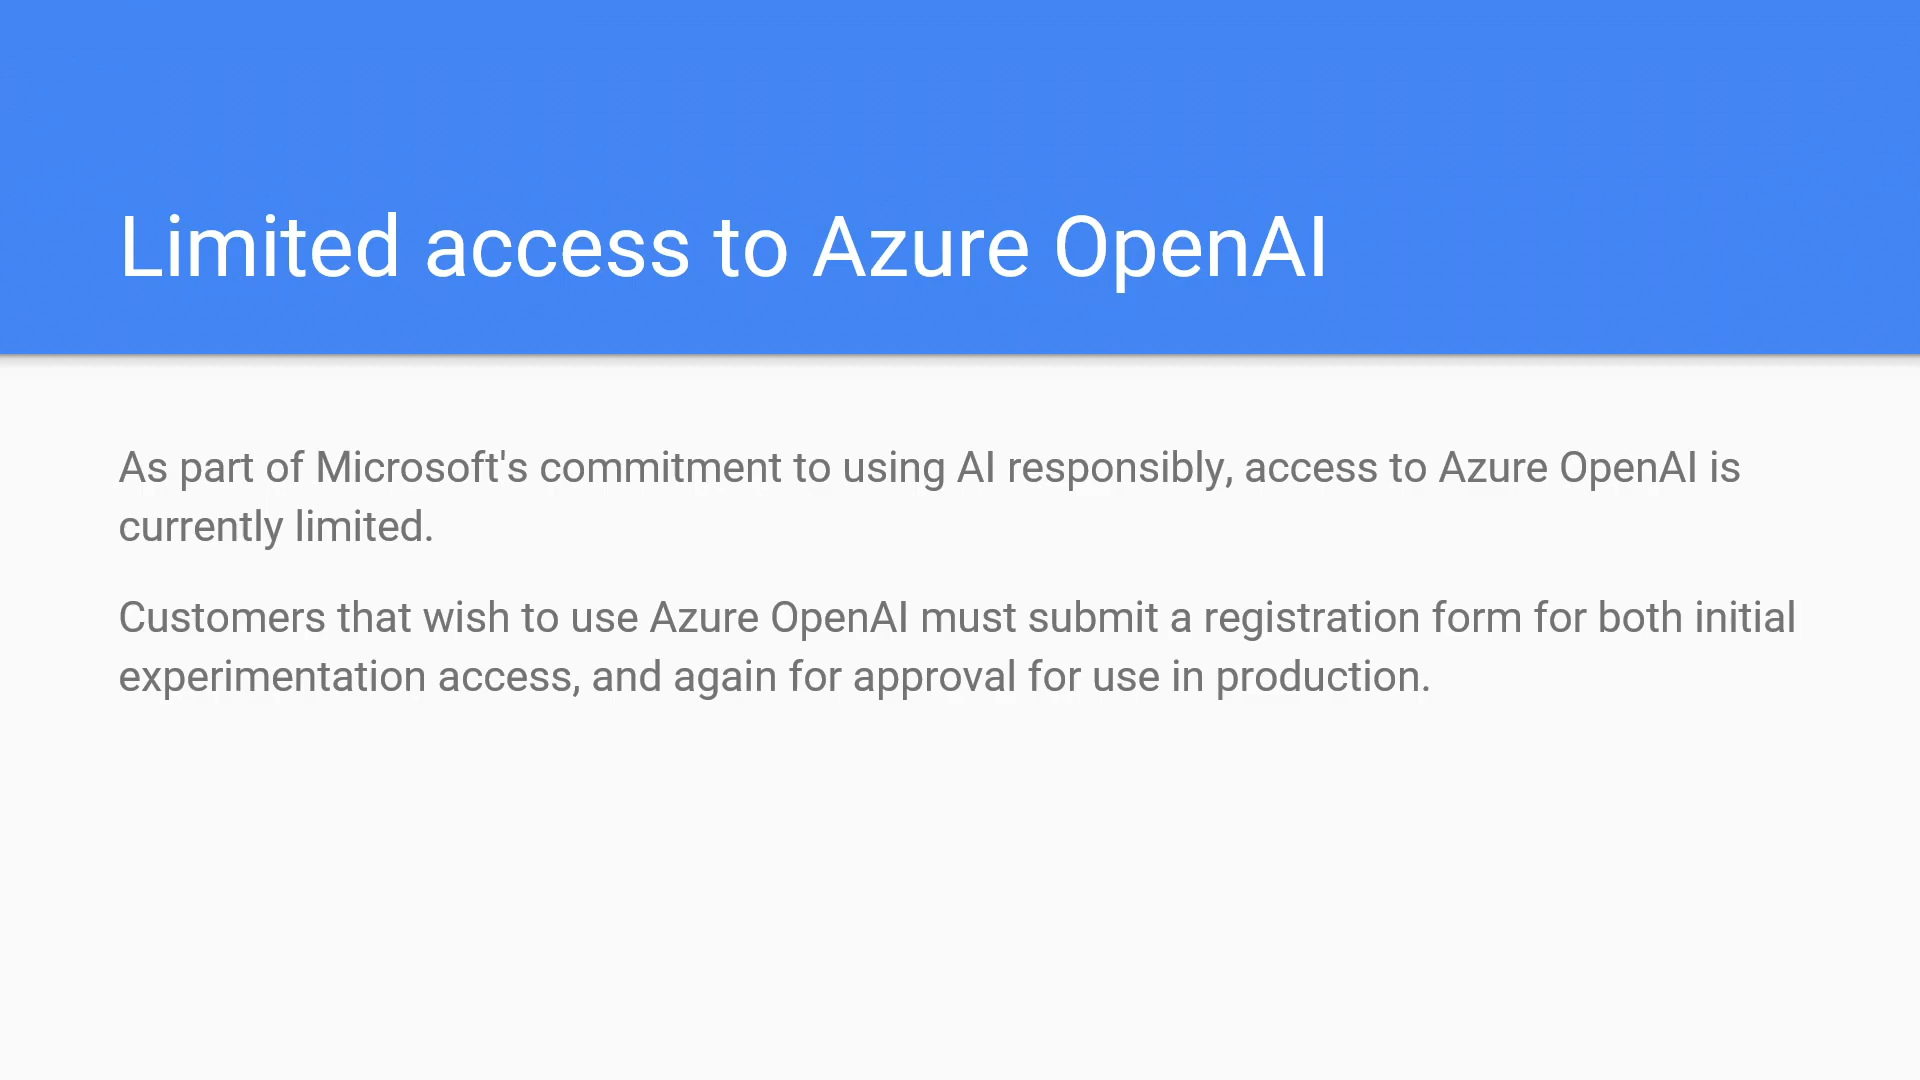 Limited access to Azure OpenAI
As part of Microsoft's commitment to using AI responsibly, access to Azure OpenAI is
currently limited.
Customers that wish to use Azure OpenAI must submit a registration form for both initial
experimentation access, and again for approval for use in production.